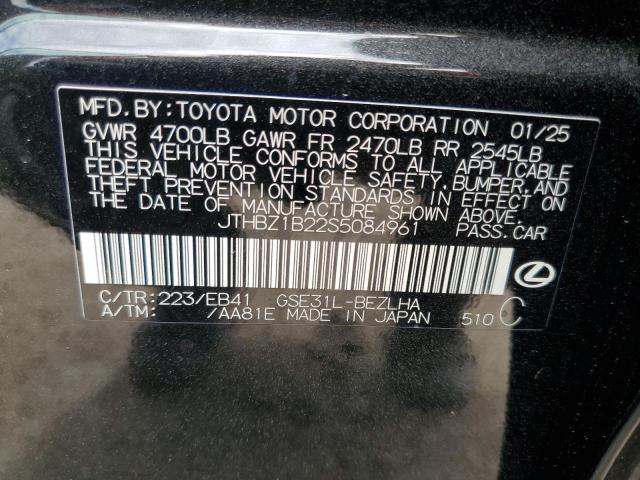 MFD.BY:TOYOTA MOTOR CORPORATION 01/25
GVWR 4700LB GAWR FR 2470LB RR 2545LB
THIS VEHICLE CONFORMS TO ALL APPLICABLE
FEDERAL MOTOR VEHICLE SAFETY,BUMPER,AND
THEFT PREVENTION STANDARDS IN EFFECT ON
THE DATE OF MANUFACTURE SHOWN ABOVE.
JTHBZ1B22S5084961 PASS.CAR
C/TR:223/EB41 GSE31L-BEZLHA
A/TM: /AA81E MADE IN JAPAN 510 C